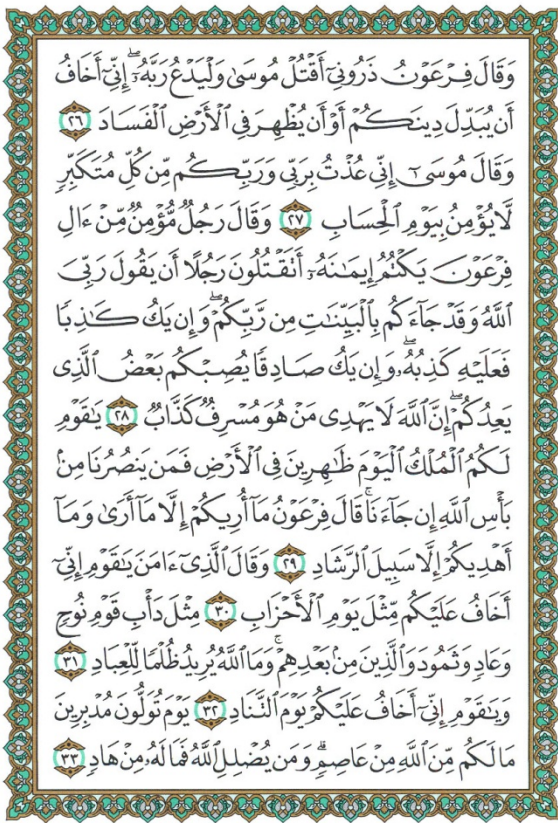 وَقَالَ فِرْعَوْنُ ذَرُونِىٓ أَقْتُلْ مُوسَىٰ وَلْيَدْعُ رَبَّهُۥٓ ۖ إِنِّىٓ أَخَافُ
أَن يُبَدِّلَ دِينَكُمْ أَوْ أَن يُظْهِرَ فِى ٱلْأَرْضِ ٱلْفَسَادَ ٢٦
وَقَالَ مُوسَىٰٓ إِنِّى عُذْتُ بِرَبِّى وَرَبِّكُم مِّن كُلِّ مُتَكَبِّرٍ
لَّا يُؤْمِنُ بِيَوْمِ ٱلْحِسَابِ ٢٧ وَقَالَ رَجُلٌ مُّؤْمِنٌ مِّنْ ءَالِ
فِرْعَوْنَ يَكْتُمُ إِيمَـٰنَهُۥٓ أَتَقْتُلُونَ رَجُلًا أَن يَقُولَ رَبِّىَ
ٱللَّهُ وَقَدْ جَآءَكُم بِٱلْبَيِّنَـٰتِ مِن رَّبِّكُمْ ۖ وَإِن يَكُ كَـٰذِبًا
فَعَلَيْهِ كَذِبُهُۥ ۖ وَإِن يَكُ صَادِقًا يُصِبْكُم بَعْضُ ٱلَّذِى
يَعِدُكُمْ ۖ إِنَّ ٱللَّهَ لَا يَهْدِى مَنْ هُوَ مُسْرِفٌ كَذَّابٌ ٢٨ يَـٰقَوْمِ
لَكُمُ ٱلْمُلْكُ ٱلْيَوْمَ ظَـٰهِرِينَ فِى ٱلْأَرْضِ فَمَن يَنصُرُنَا مِنۢ
بَأْسِ ٱللَّهِ إِن جَآءَنَا ۚ قَالَ فِرْعَوْنُ مَآ أُرِيكُمْ إِلَّا مَآ أَرَىٰ وَمَآ
أَهْدِيكُمْ إِلَّا سَبِيلَ ٱلرَّشَادِ ٢٩ وَقَالَ ٱلَّذِىٓ ءَامَنَ يَـٰقَوْمِ إِنِّىٓ
أَخَافُ عَلَيْكُم مِّثْلَ يَوْمِ ٱلْأَحْزَابِ ٣٠ مِثْلَ دَأْبِ قَوْمِ نُوحٍ
وَعَادٍ وَثَمُودَ وَٱلَّذِينَ مِنۢ بَعْدِهِمْ ۚ وَمَا ٱللَّهُ يُرِيدُ ظُلْمًا لِّلْعِبَادِ ٣١
وَيَـٰقَوْمِ إِنِّىٓ أَخَافُ عَلَيْكُمْ يَوْمَ ٱلتَّنَادِ ٣٢ يَوْمَ تُوَلُّونَ مُدْبِرِينَ
مَا لَكُم مِّنَ ٱللَّهِ مِنْ عَاصِمٍ ۗ وَمَن يُضْلِلِ ٱللَّهُ فَمَا لَهُۥ مِنْ هَادٍ ٣٣